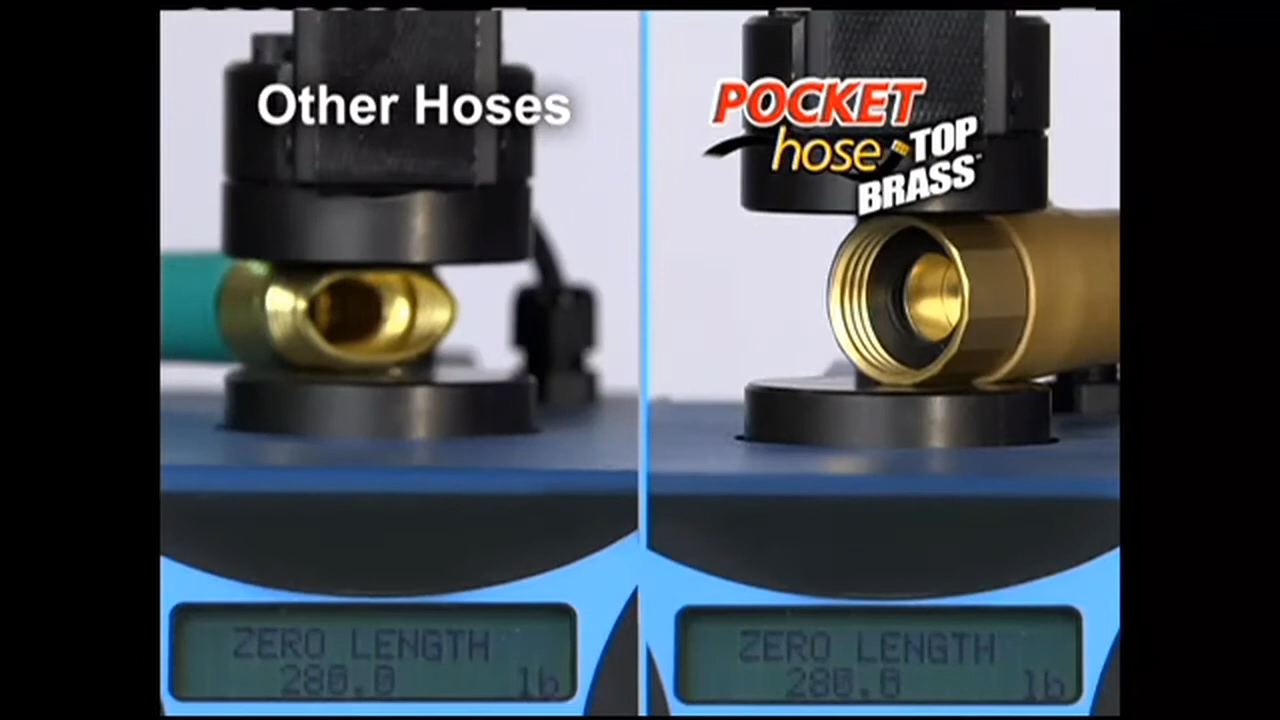 Other Hoses
POCKET
hose TOP
BRASS
ZERO LENGTH
280.0 lb
ZERO LENGTH
280.6 lb